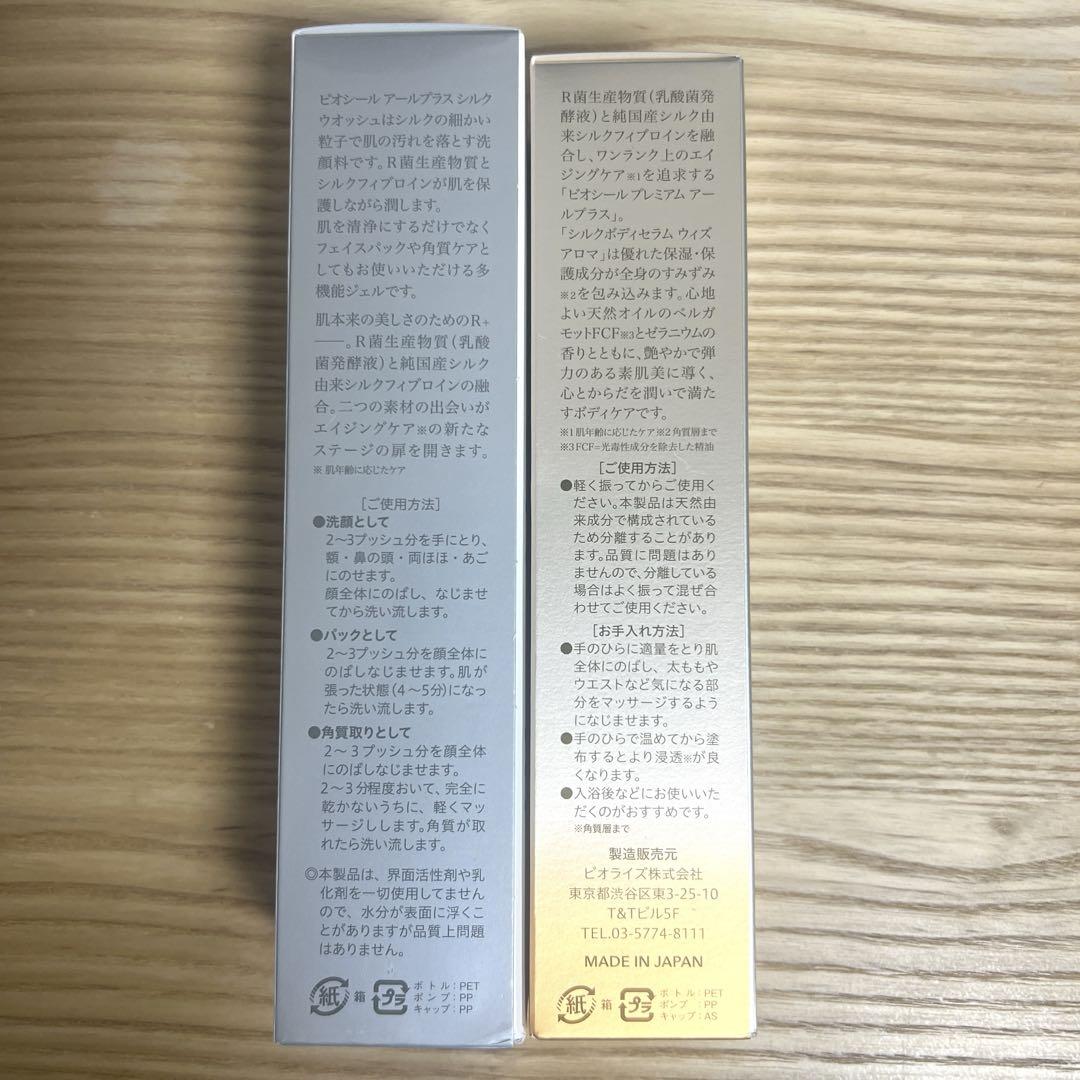 ピオシール アールプラス シルク
ウオッシュはシルクの細かい
粒子で肌の汚れを落とす洗
顔料です。R菌生産物質と
シルクフィブロインが肌を保
護しながら潤します。
肌を清浄にするだけでなく
フェイスパックや角質ケアと
してもお使いいただける多
機能ジェルです。
肌本来の美しさのためのR+
――。R菌生産物質(乳酸
菌発酵液)と純国産シルク
由来シルクフィブロインの融
合。二つの素材の出会いが
エイジングケア※の新たな
ステージの扉を開きます。
※ 肌年齢に応じたケア
[ご使用方法]
●洗顔として
2〜3プッシュ分を手にとり、
額・鼻の頭・両ほほ・あご
にのせます。
顔全体にのばし、なじませ
てから洗い流します。
●パックとして
2〜3プッシュ分を顔全体に
のばしなじませます。肌が
張った状態(4〜5分)になっ
たら洗い流します。
●角質取りとして
2〜3プッシュ分を顔全体
にのばしなじませます。
2〜3分程度おいて、完全に
乾かないうちに、軽くマッ
サージしします。角質が取
れたら洗い流します。
◎本製品は、界面活性剤や乳
化剤を一切使用してません
ので、水分が表面に浮くこ
とがありますが品質上問題
はありません。
紙 箱 プラ
ボトル:PET
ポンプ:PP
キャップ:PP
R菌生産物質(乳酸菌発
酵液)と純国産シルク由
来シルクフィブロインを融
合し、ワンランク上のエイ
ジングケア※1を追求する
「ピオシール プレミアム アー
ルプラス」。
「シルクボディセラム ウィズ
アロマ」は優れた保湿・保
護成分が全身のすみずみ
※2を包み込みます。心地
よい天然オイルのベルガ
モットFCF※3とゼラニウムの
香りとともに、艶やかで弾
力のある素肌美に導く、
心とからだを潤いで満た
すボディケアです。
※1 肌年齢に応じたケア ※2 角質層まで
※3 FCF=光毒性成分を除去した精油
[ご使用方法]
●軽く振ってからご使用く
ださい。本製品は天然由
来成分で構成されている
ため分離することがあり
ます。品質に問題はあり
ませんので、分離している
場合はよく振って混ぜ合
わせてご使用ください。
[お手入れ方法]
●手のひらに適量をとり肌
全体にのばし、太ももや
ウエストなど気になる部
分をマッサージするよう
になじませます。
●手のひらで温めてから塗
布するとより浸透※が良
くなります。
●入浴後などにお使いいた
だくのがおすすめです。
※角質層まで
製造販売元
ピオライズ株式会社
東京都渋谷区東3-25-10
T&Tビル5F
TEL.03-5774-8111
MADE IN JAPAN
紙 箱 プラ
ボトル:PET
ポンプ:PP
キャップ:AS